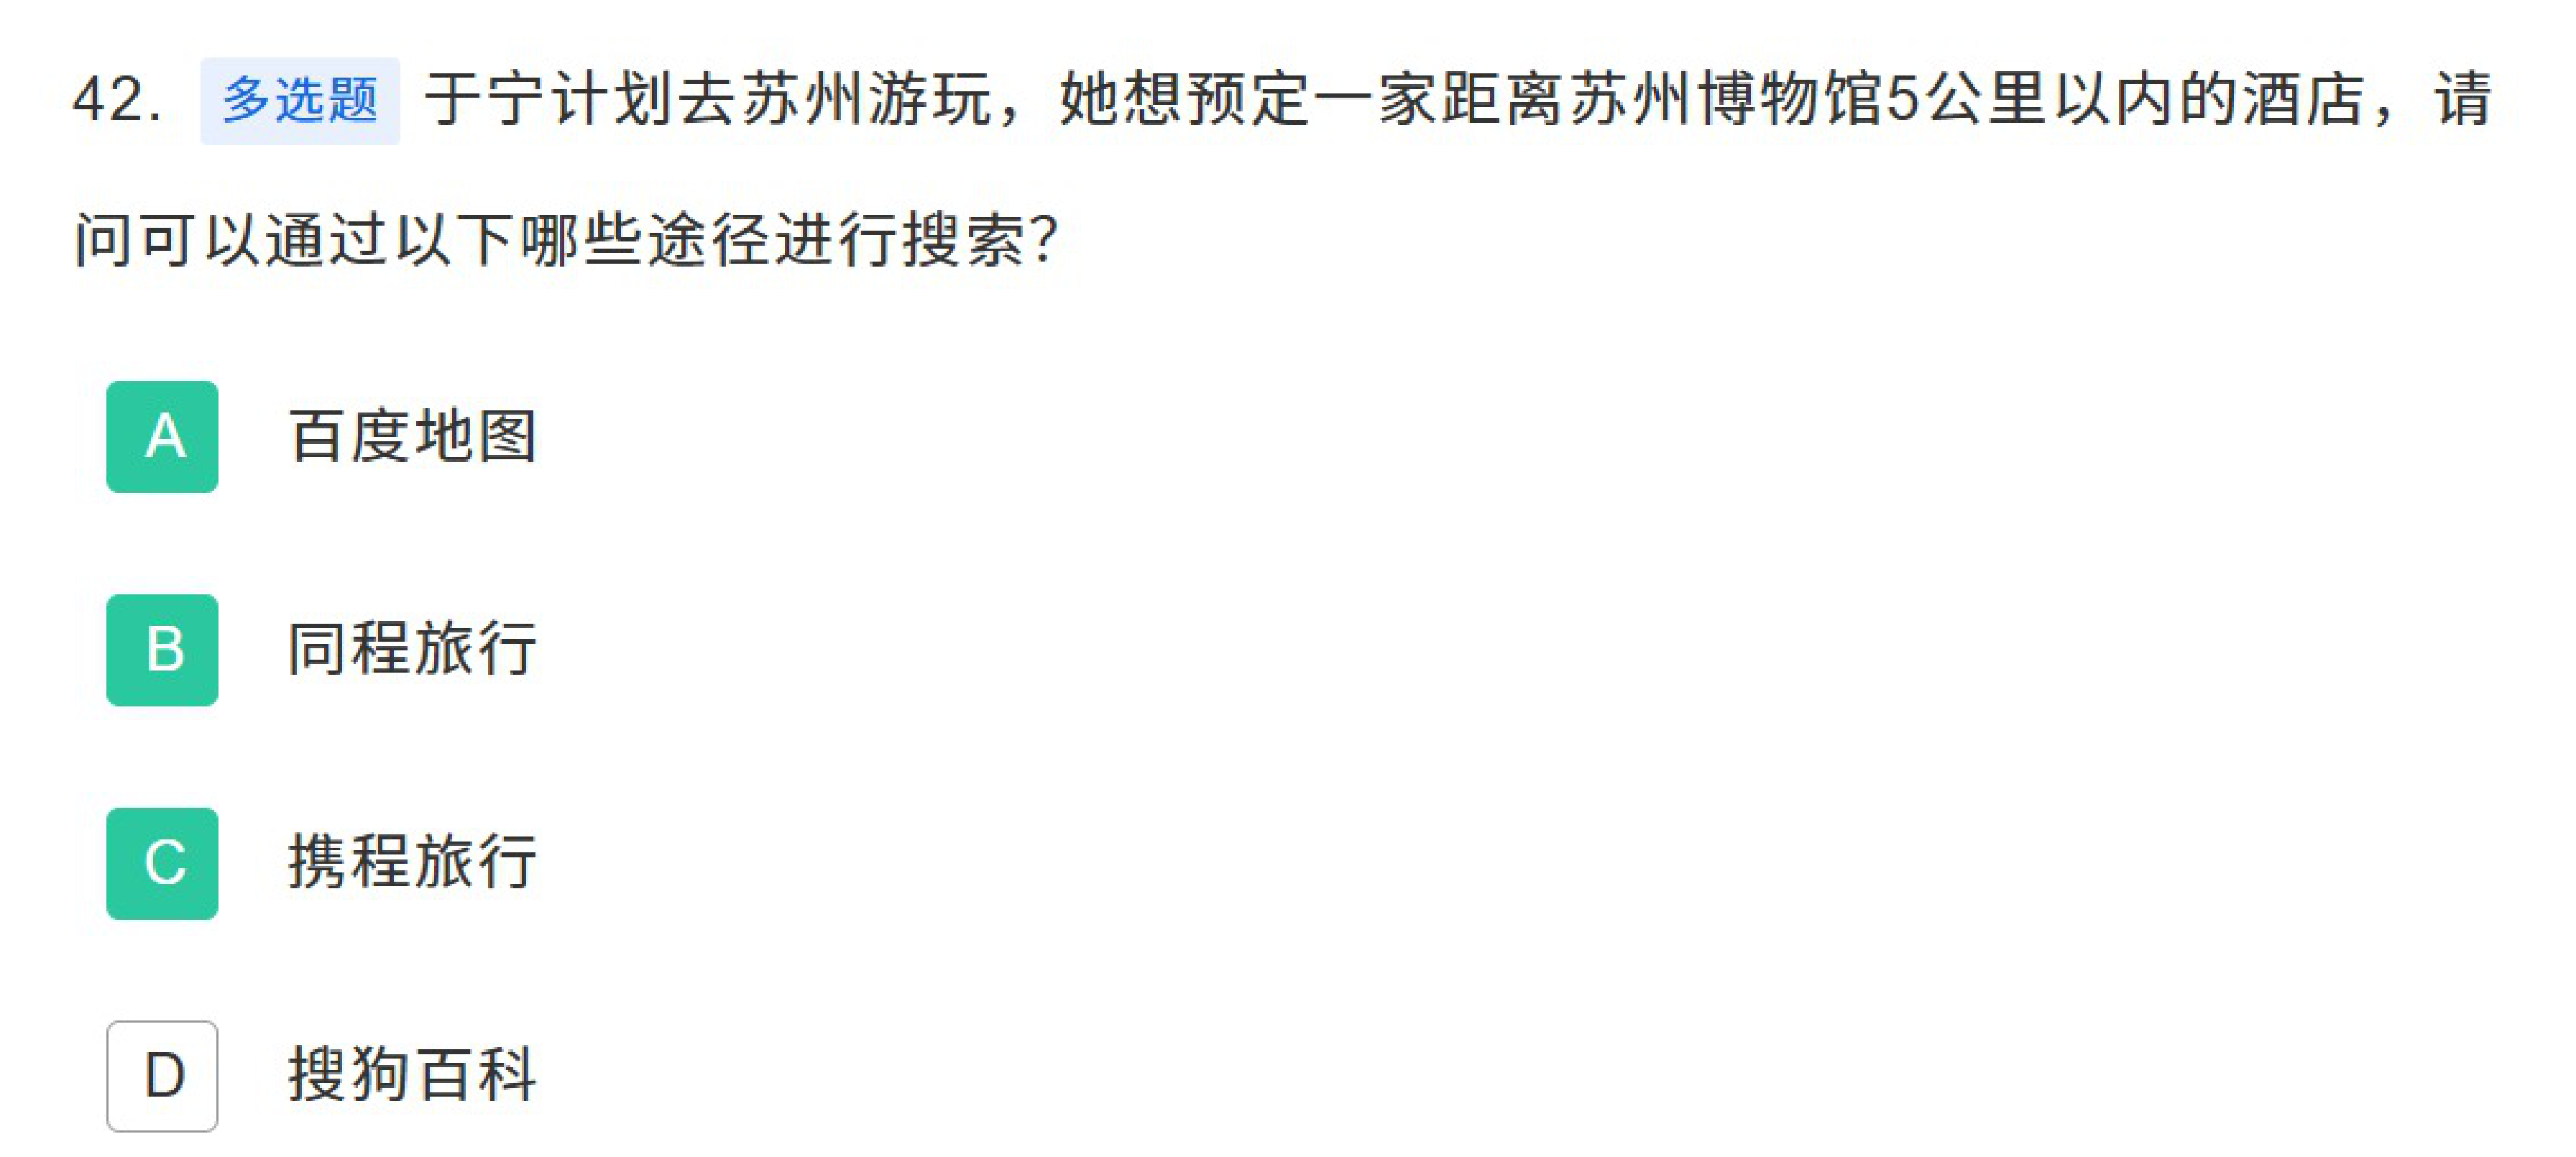 42. 多选题 于宁计划去苏州游玩，她想预定一家距离苏州博物馆5公里以内的酒店，请
问可以通过以下哪些途径进行搜索?
A 百度地图
B 同程旅行
C 携程旅行
D 搜狗百科